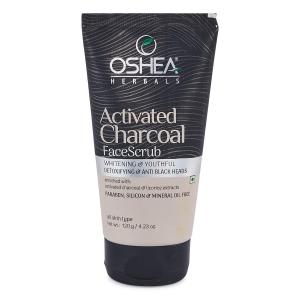 OSHEA
HERBALS
Activated
Charcoal
FaceScrub
WHITENING & YOUTHFUL
DETOXIFYING & ANTI BLACK HEADS
enriched with
activated charcoal & licorice extracts
PARABEN, SILICON & MINERAL OIL FREE
all skin type
net wt. : 120g / 4.23 oz